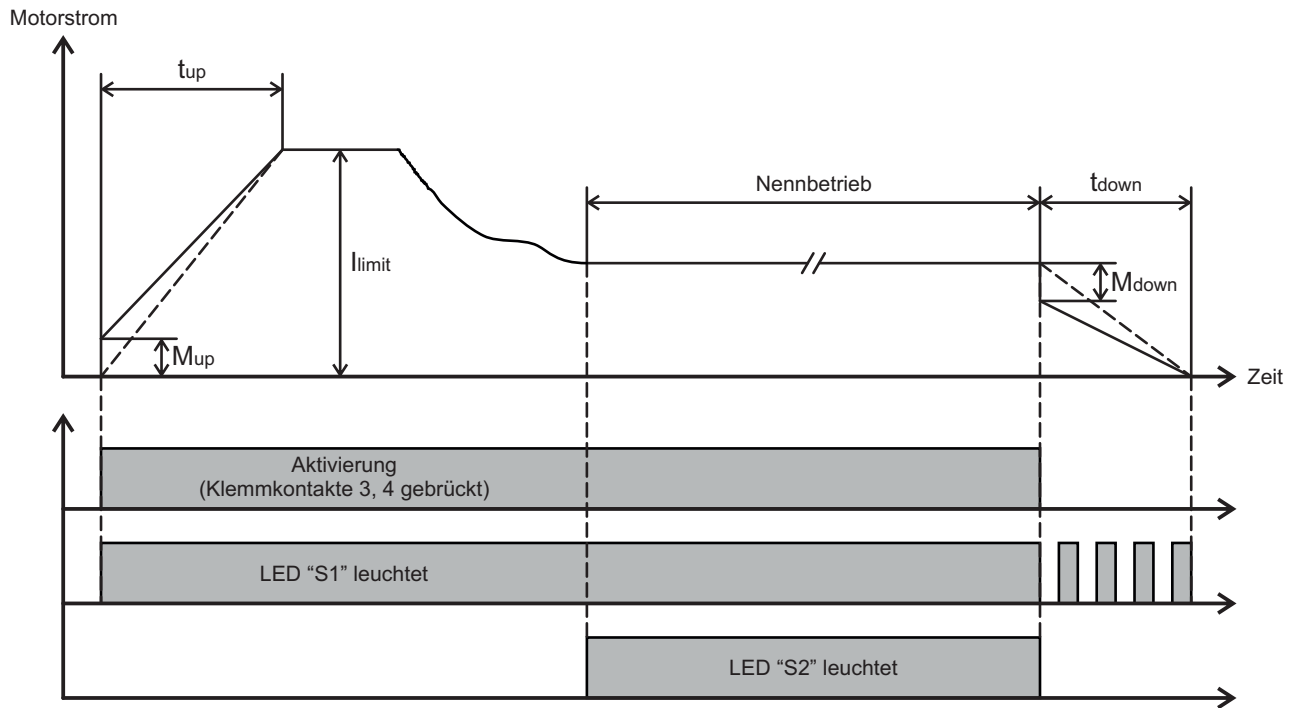 Motorstrom
tup
Nennbetrieb
tdown
Ilimit
Mdown
Mup
Zeit
Aktivierung
(Klemmkontakte 3, 4 gebrückt)
LED “S1” leuchtet
LED “S2” leuchtet